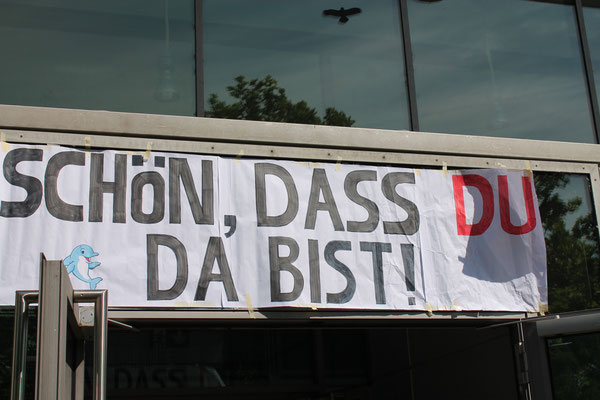 SCHöN, DASS DU
DA BIST!